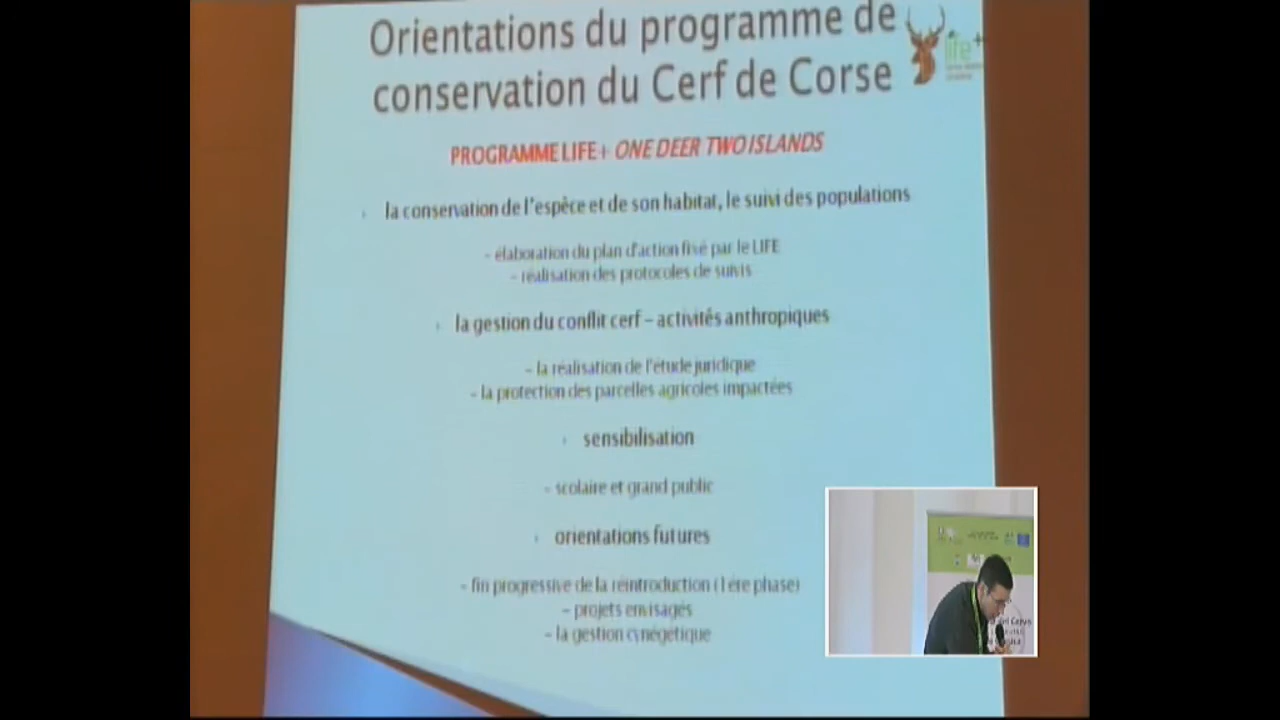 Orientations du programme de
conservation du Cerf de Corse
life+
PROGRAMME LIFE+ ONE DEER TWO ISLANDS
la conservation de l'espèce et de son habitat, le suivi des populations
- élaboration du plan d'action fixé par le LIFE
- réalisation des protocoles de suivis
la gestion du conflit cerf – activités anthropiques
- la réalisation de l'étude juridique
- la protection des parcelles agricoles impactées
sensibilisation
- scolaire et grand public
orientations futures
- fin progressive de la réintroduction (1ère phase)
- projets envisagés
- la gestion cynégétique